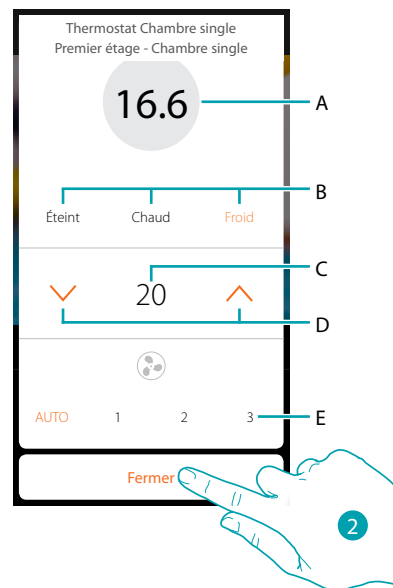 Thermostat Chambre single
Premier étage - Chambre single
16.6
A
B
Éteint Chaud Froid
C
20
D
AUTO 1 2 3
E
Fermer
2